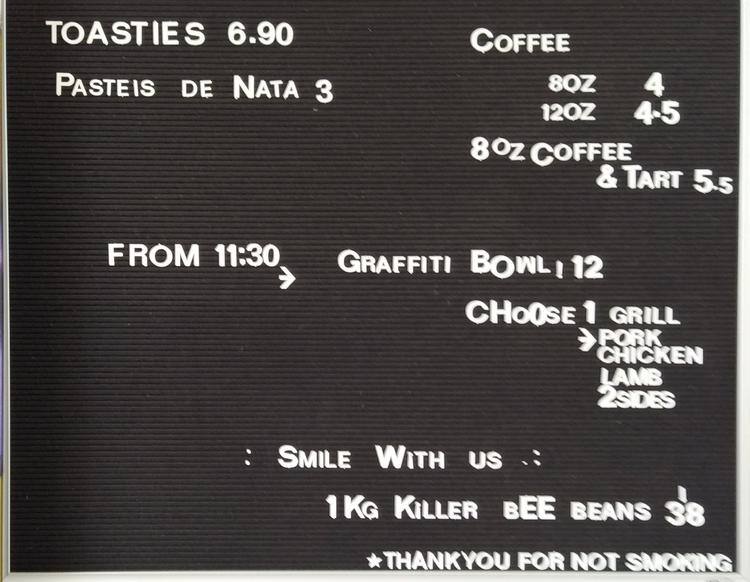 TOASTIES 6.90
PASTEIS DE NATA 3
COFFEE
8OZ 4
12OZ 4.5
8OZ COFFEE
& TART 5.5
FROM 11:30 →
GRAFFITI BOWL 12
CHOOSE 1 GRILL
→ PORK
CHICKEN
LAMB
2SIDES
: SMILE WITH US .:
1KG KILLER BEE BEANS 38
*THANKYOU FOR NOT SMOKING